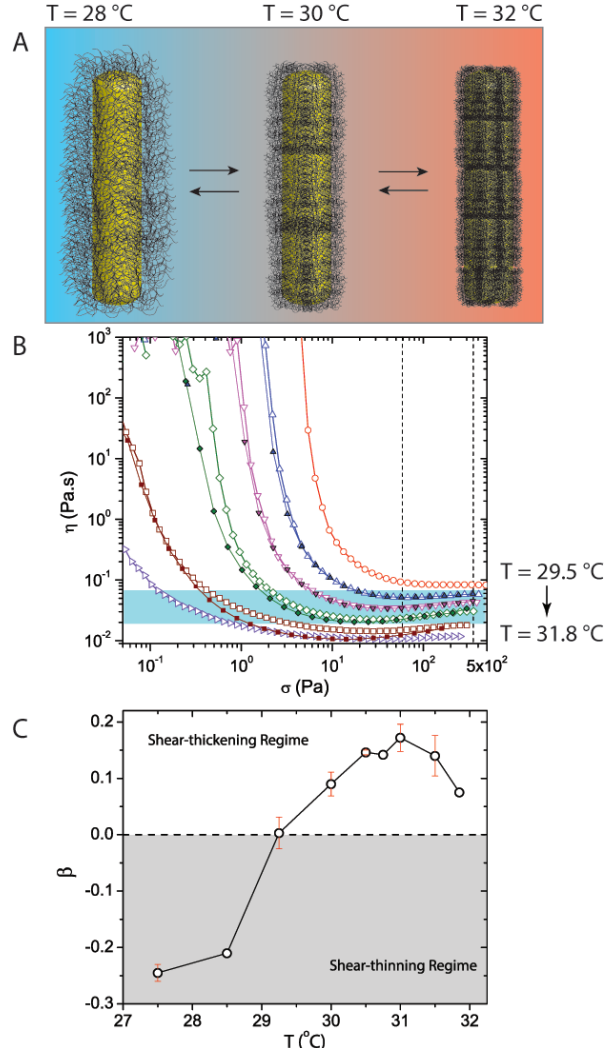 A
T = 28 °C
T = 30 °C
T = 32 °C
B
10³
10²
10¹
10⁰
10⁻¹
10⁻²
η (Pa.s)
10⁻¹
10⁰
10¹
10²
5x10²
σ (Pa)
T = 29.5 °C
T = 31.8 °C
C
0.2
0.1
0.0
-0.1
-0.2
-0.3
β
Shear-thickening Regime
Shear-thinning Regime
27
28
29
30
31
32
T (°C)